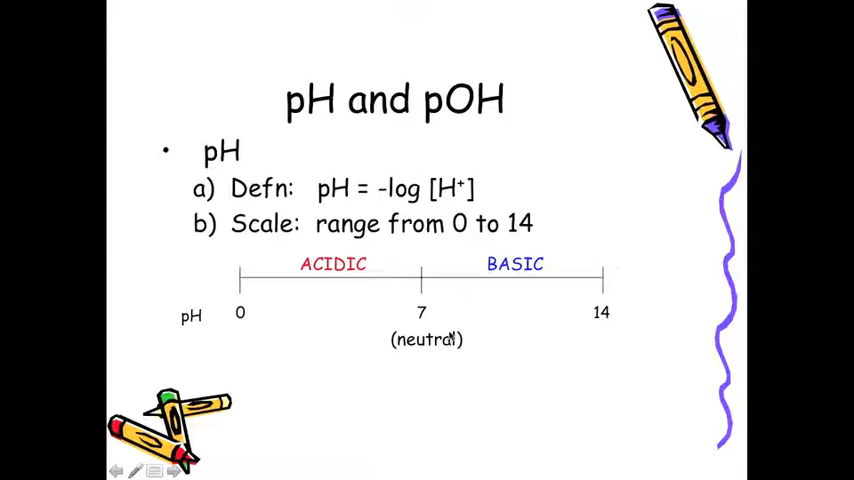 pH and pOH
• pH
a) Defn: pH = -log [H⁺]
b) Scale: range from 0 to 14
ACIDIC BASIC
pH 0 7 14
(neutral)